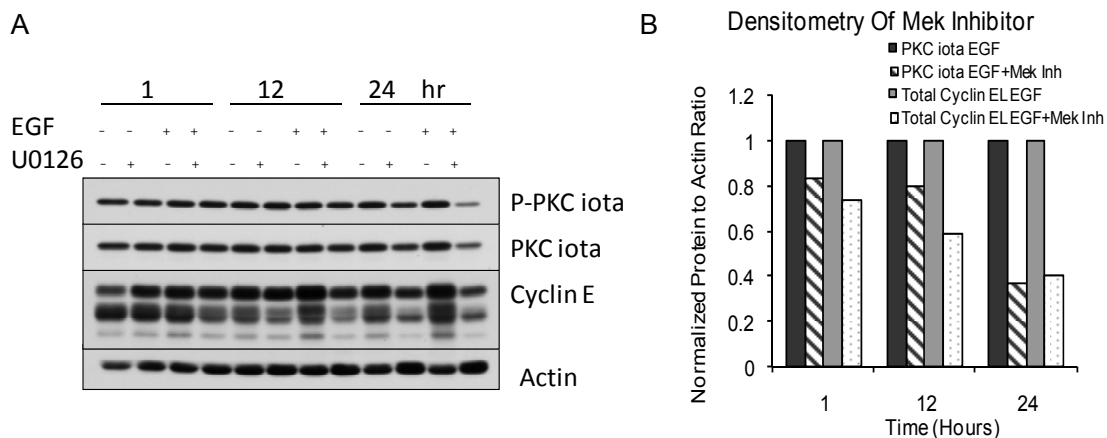 A
1 12 24 hr
EGF - - + + - - + + - - + +
U0126 - + - + - + - + - + - +
P-PKC iota
PKC iota
Cyclin E
Actin
B
Densitometry Of Mek Inhibitor
PKC iota EGF
PKC iota EGF+Mek Inh
Total Cyclin ELEGF
Total Cyclin ELEGF+Mek Inh
Normalized Protein to Actin Ratio
1.2
1
0.8
0.6
0.4
0.2
0
1 12 24
Time (Hours)